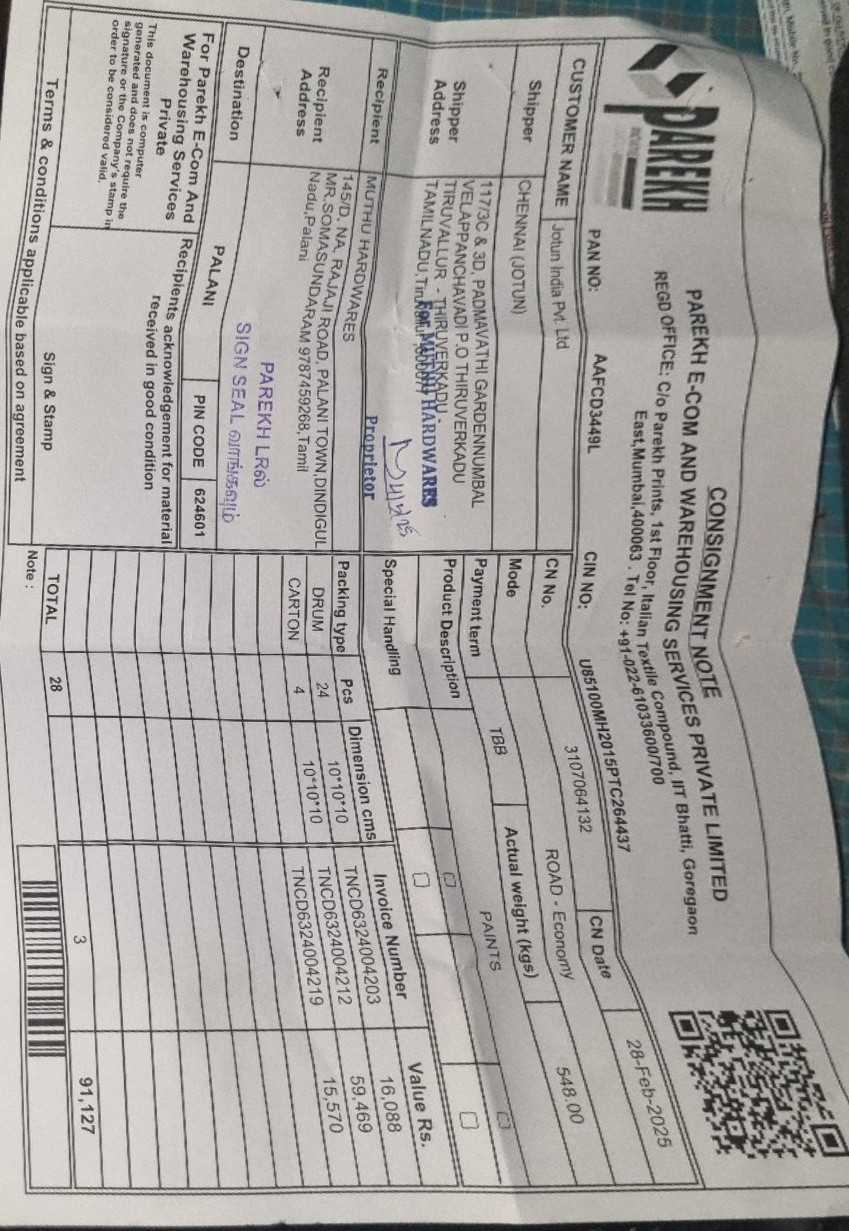 PAREKH
CONSIGNMENT NOTE
PAREKH E-COM AND WAREHOUSING SERVICES PRIVATE LIMITED
REGD OFFICE: C/o Parekh Prints, 1st Floor, Italian Textile Compound, IIT Bhatti, Goregaon
East,Mumbai,400063 . Tel No: +91-022-61033600/700
PAN NO: AAFCD3449L CIN NO: U85100MH2015PTC264437
CUSTOMER NAME Jotun India Pvt. Ltd
CN No. 3107064132 CN Date 28-Feb-2025
Shipper CHENNAI (JOTUN)
Mode ROAD - Economy
Payment term TBB Actual weight (kgs) 548.00
Shipper Address
117/3C & 3D, PADMAVATHI GARDENNUMBAL
VELAPPANCHAVADI P.O THIRUVERKADU
TIRUVALLUR - THIRUVERKADU -
TAMILNADU,
For MUTHU HARDWARES
Proprietor
Product Description PAINTS
Special Handling
Recipient MUTHU HARDWARES
Recipient Address
145/D. NA, RAJAJI ROAD, PALANI TOWN,DINDIGUL
MR.SOMASUNDARAM 9787459268,Tamil
Nadu,Palani
Packing type Pcs Dimension cms Invoice Number Value Rs.
DRUM 24 10*10*10 TNCD6324004203 16,088
CARTON 4 10*10*10 TNCD6324004212 59,469
TNCD6324004219 15,570
PAREKH LRல்
SIGN SEAL வாங்கவும்
Destination PALANI PIN CODE 624601
For Parekh E-Com And
Warehousing Services
Private
Recipients acknowledgement for material
received in good condition
This document is computer
generated and does not require the
signature or the Company's stamp in
order to be considered valid.
Sign & Stamp
TOTAL 28 3 91,127
Terms & conditions applicable based on agreement
Note :